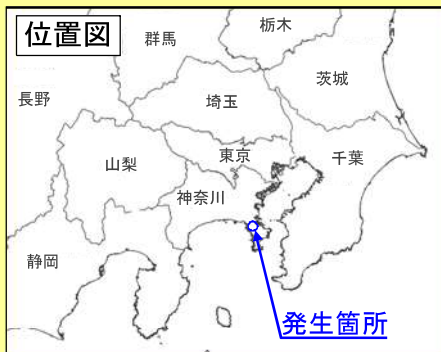 位置図
栃木
群馬
茨城
長野
埼玉
東京
千葉
山梨
神奈川
静岡
発生箇所